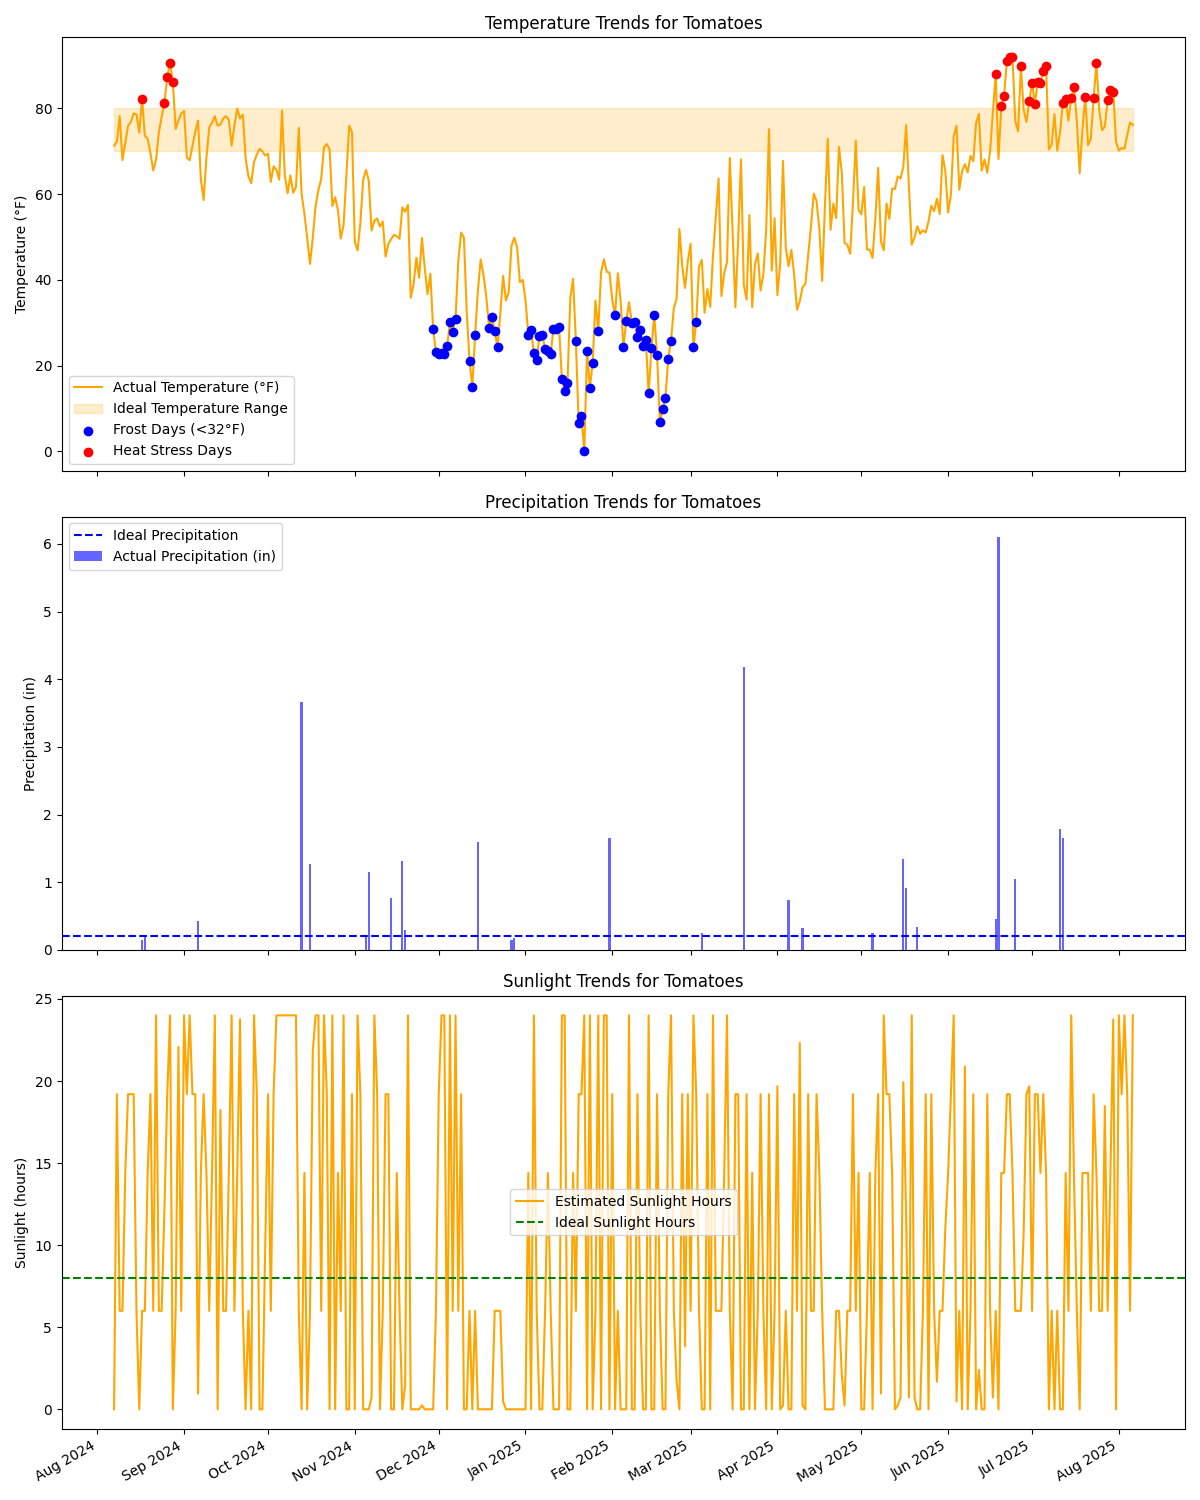 Temperature Trends for Tomatoes
Temperature (°F)
80
60
40
20
0
Actual Temperature (°F)
Ideal Temperature Range
Frost Days (<32°F)
Heat Stress Days
Precipitation Trends for Tomatoes
Precipitation (in)
6
5
4
3
2
1
0
Ideal Precipitation
Actual Precipitation (in)
Sunlight Trends for Tomatoes
Sunlight (hours)
25
20
15
10
5
0
Estimated Sunlight Hours
Ideal Sunlight Hours
Aug 2024
Sep 2024
Oct 2024
Nov 2024
Dec 2024
Jan 2025
Feb 2025
Mar 2025
Apr 2025
May 2025
Jun 2025
Jul 2025
Aug 2025